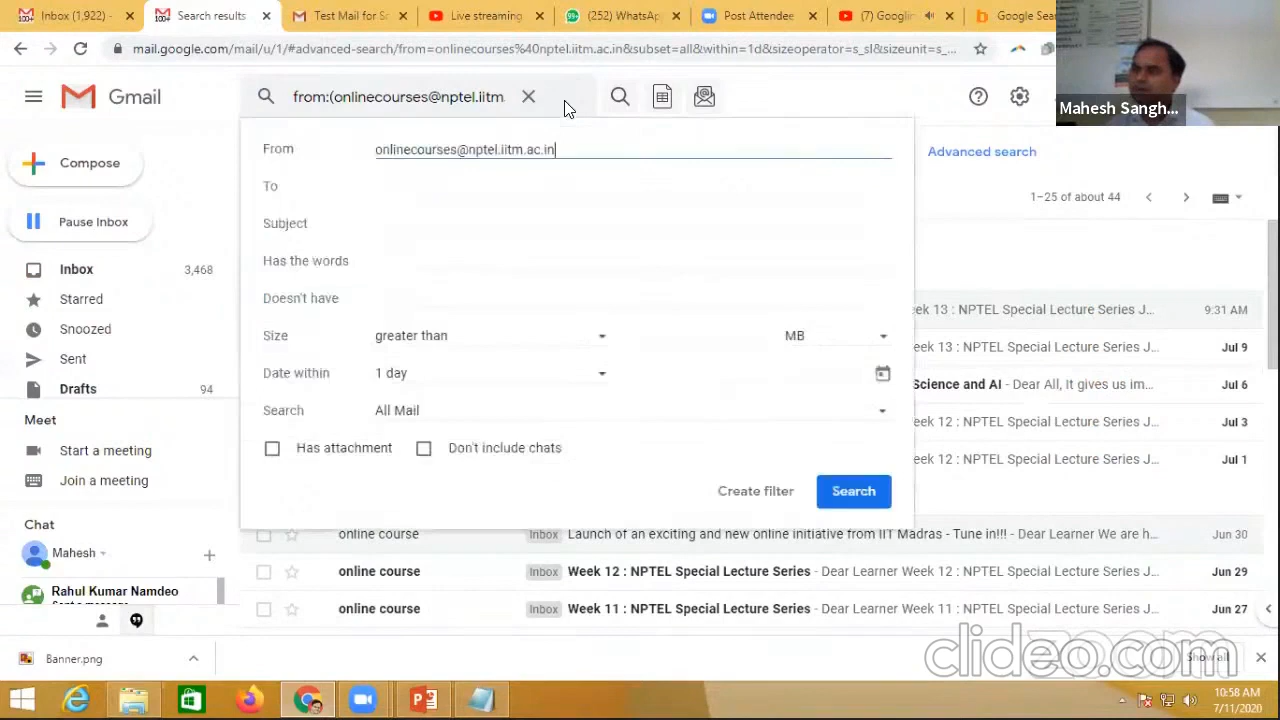 Inbox (1,922) -
Search results
Test Mail for Sc
Live streaming
(252) WhatsAp
Post Attendee
(7) Googlin
Google Sea
mail.google.com/mail/u/1/#advanced-search/from=onlinecourses%40nptel.iitm.ac.in&subset=all&within=1d&sizeoperator=s_sl&sizeunit=s_...
Mahesh Sangh...
Gmail
from:(onlinecourses@nptel.iitm.
Compose
Pause Inbox
Inbox 3,468
Starred
Snoozed
Sent
Drafts 94
Meet
Start a meeting
Join a meeting
Chat
Mahesh
Rahul Kumar Namdeo
From onlinecourses@nptel.iitm.ac.in
To
Subject
Has the words
Doesn't have
Size greater than MB
Date within 1 day
Search All Mail
Has attachment Don't include chats
Create filter Search
Advanced search
1–25 of about 44
eek 13 : NPTEL Special Lecture Series J... 9:31 AM
eek 13 : NPTEL Special Lecture Series J... Jul 9
Science and AI - Dear All, It gives us im... Jul 6
eek 12 : NPTEL Special Lecture Series J... Jul 3
eek 12 : NPTEL Special Lecture Series J... Jul 1
online course Inbox Launch of an exciting and new online initiative from IIT Madras - Tune in!!! - Dear Learner We are h... Jun 30
online course Inbox Week 12 : NPTEL Special Lecture Series - Dear Learner Week 12 : NPTEL Special Lecture Series J... Jun 29
online course Inbox Week 11 : NPTEL Special Lecture Series - Dear Learner Week 11 : NPTEL Special Lecture Series J... Jun 27
Banner.png
Show all
zoom
clideo.com
10:58 AM
7/11/2020